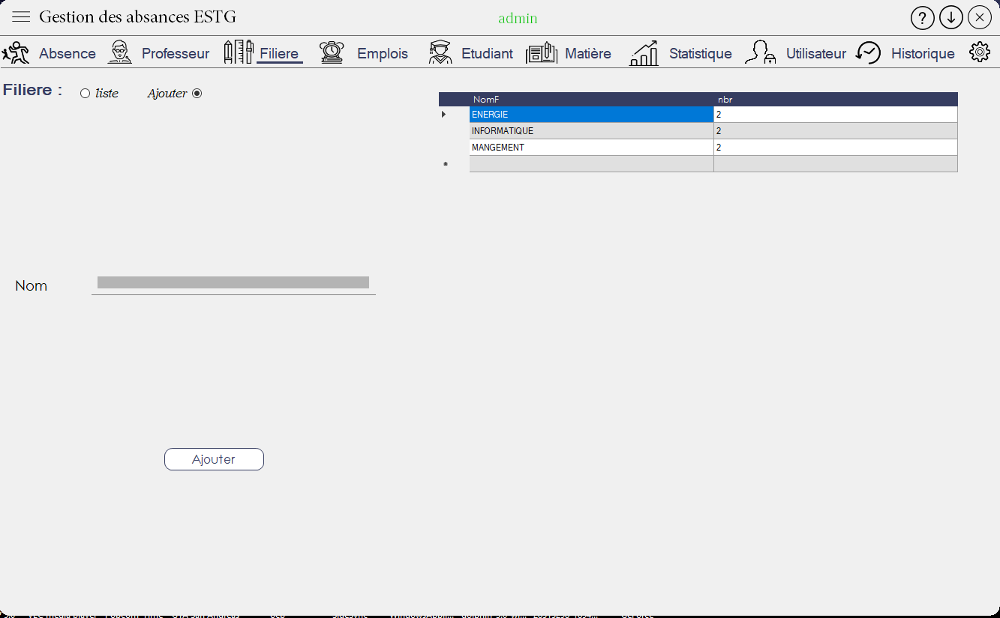 Gestion des absances ESTG
admin
?
Absence Professeur Filiere Emplois Etudiant Matière Statistique Utilisateur Historique
Filiere : liste Ajouter
NomF nbr
ENERGIE 2
INFORMATIQUE 2
MANGEMENT 2
*
Nom
Ajouter